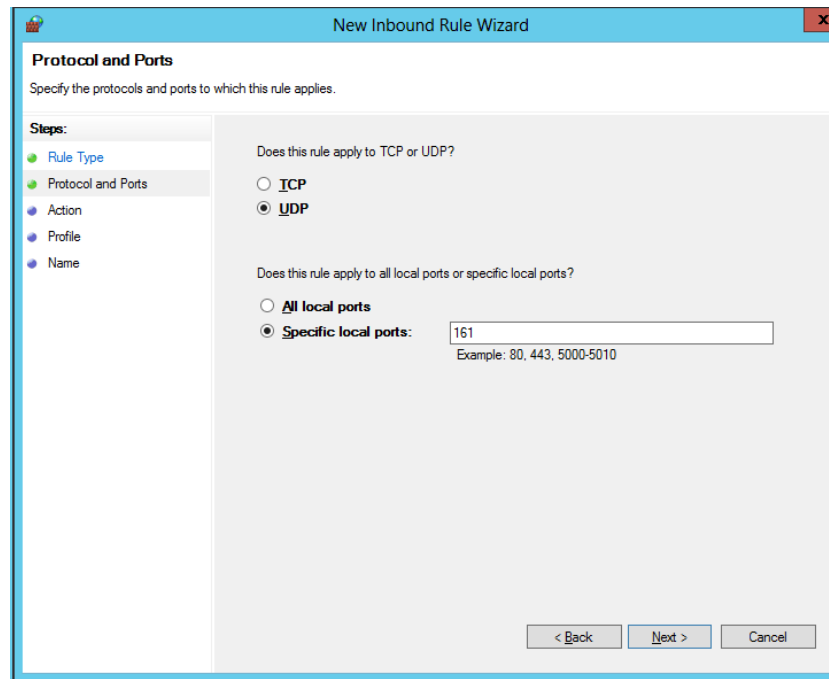 New Inbound Rule Wizard
x
Protocol and Ports
Specify the protocols and ports to which this rule applies.
Steps:
Rule Type
Protocol and Ports
Action
Profile
Name
Does this rule apply to TCP or UDP?
TCP
UDP
Does this rule apply to all local ports or specific local ports?
All local ports
Specific local ports:
161
Example: 80, 443, 5000-5010
< Back Next > Cancel